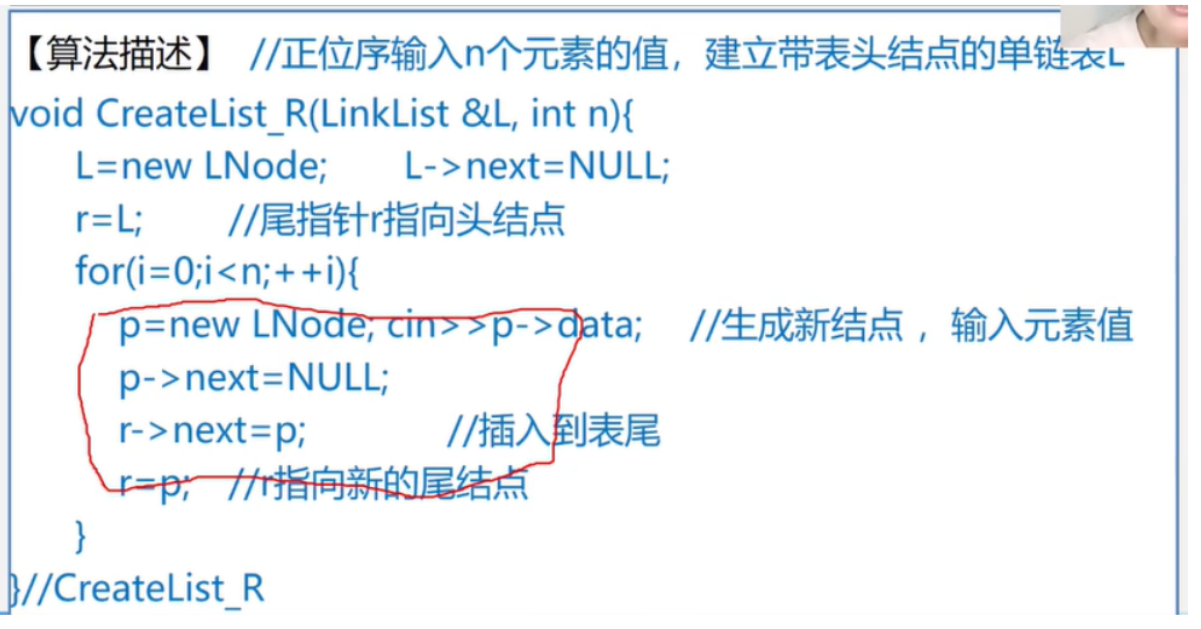 【算法描述】 //正位序输入n个元素的值，建立带表头结点的单链表L
void CreateList_R(LinkList &L, int n){
L=new LNode; L->next=NULL;
r=L; //尾指针r指向头结点
for(i=0;i<n;++i){
p=new LNode; cin>>p->data; //生成新结点 ，输入元素值
p->next=NULL;
r->next=p; //插入到表尾
r=p; //r指向新的尾结点
}
}//CreateList_R